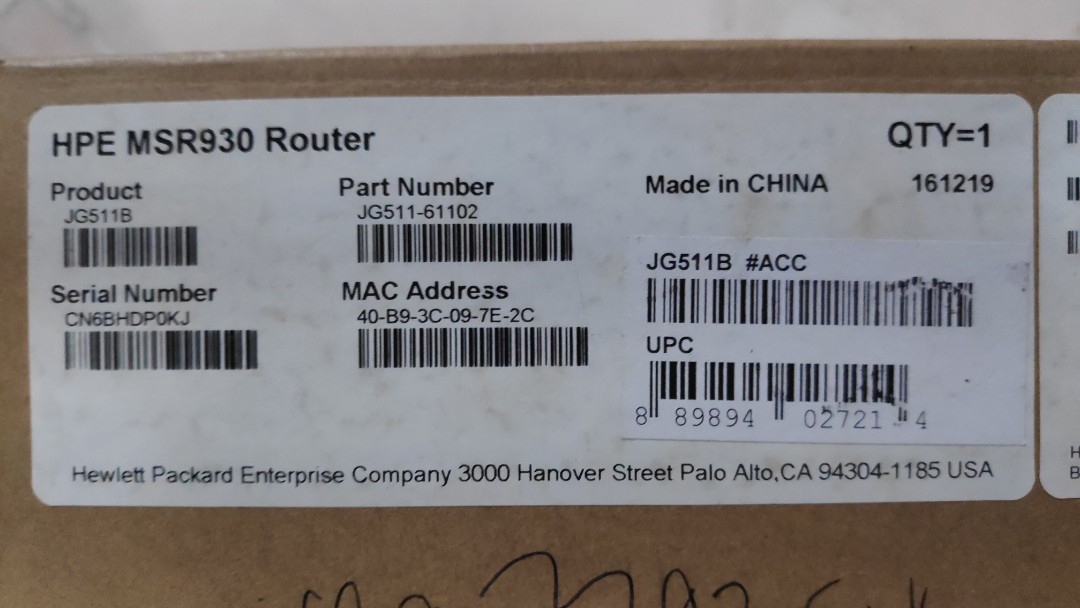 HPE MSR930 Router
QTY=1
Product
JG511B
Part Number
JG511-61102
Made in CHINA 161219
Serial Number
CN6BHDP0KJ
MAC Address
40-B9-3C-09-7E-2C
JG511B #ACC
UPC
8 89894 02721 4
Hewlett Packard Enterprise Company 3000 Hanover Street Palo Alto,CA 94304-1185 USA